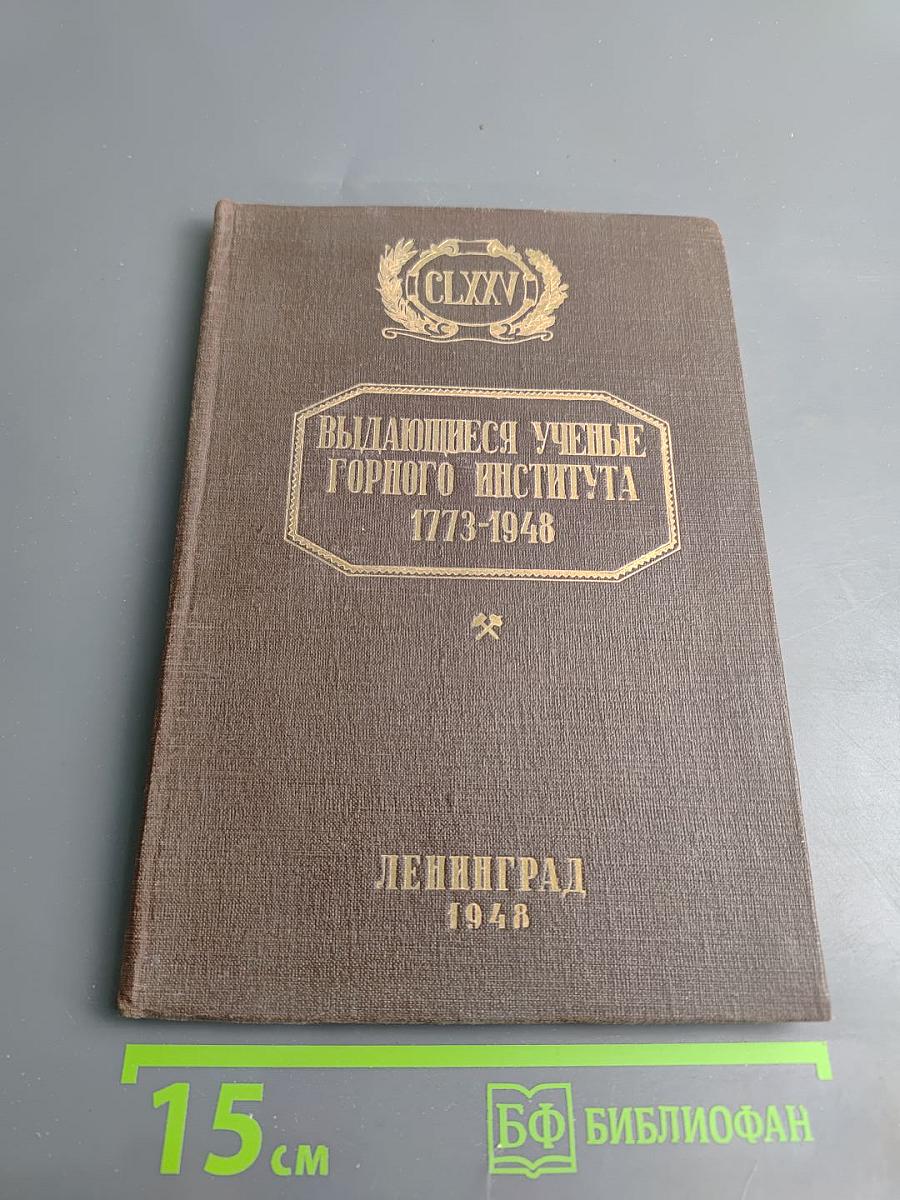 CLXXV
ВЫДАЮЩИЕСЯ УЧЕНЫЕ
ГОРНОГО ИНСТИТУТА
1773-1948
ЛЕНИНГРАД
1948
15 см
БФ БИБЛИОФАН